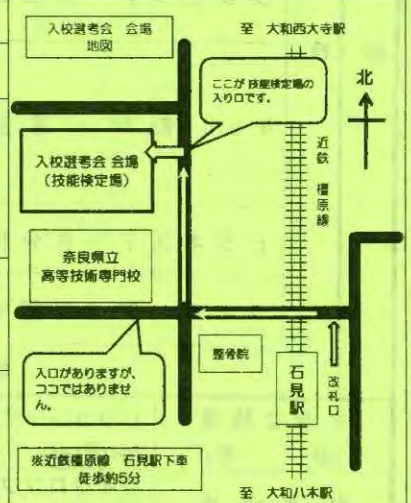 入校選考会 会場
地図
至 大和西大寺駅
ここが 技能検定場の
入り口です。
北
近鉄 橿原線
入校選考会 会場
(技能検定場)
奈良県立
高等技術専門校
整骨院
石見駅
改札口
入口がありますが、
ココではありませ
ん。
※近鉄橿原線 石見駅下車
徒歩約5分
至 大和八木駅